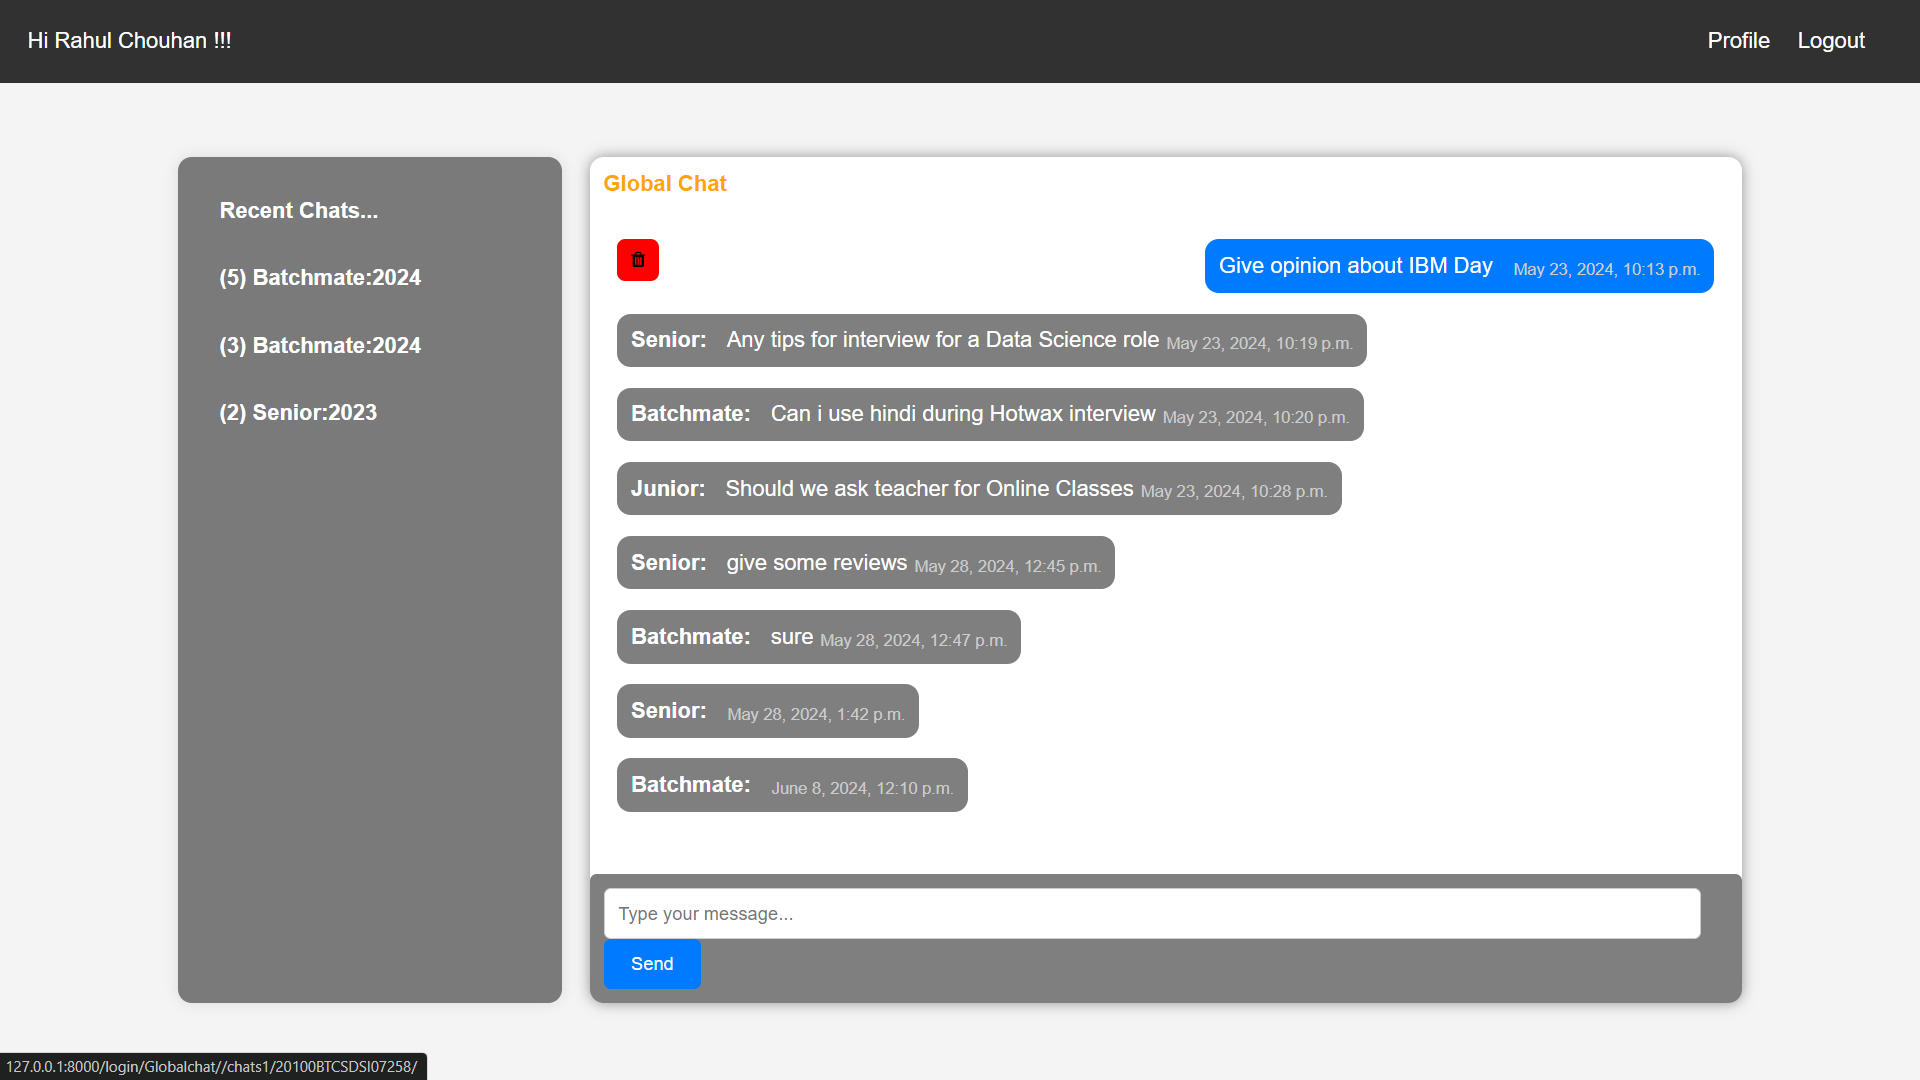 Hi Rahul Chouhan !!!
Profile
Logout
Recent Chats...
(5) Batchmate:2024
(3) Batchmate:2024
(2) Senior:2023
Global Chat
Give opinion about IBM Day May 23, 2024, 10:13 p.m.
Senior: Any tips for interview for a Data Science role May 23, 2024, 10:19 p.m.
Batchmate: Can i use hindi during Hotwax interview May 23, 2024, 10:20 p.m.
Junior: Should we ask teacher for Online Classes May 23, 2024, 10:28 p.m.
Senior: give some reviews May 28, 2024, 12:45 p.m.
Batchmate: sure May 28, 2024, 12:47 p.m.
Senior: May 28, 2024, 1:42 p.m.
Batchmate: June 8, 2024, 12:10 p.m.
Type your message...
Send
127.0.0.1:8000/login/Globalchat//chats1/20100BTCSDSI07258/